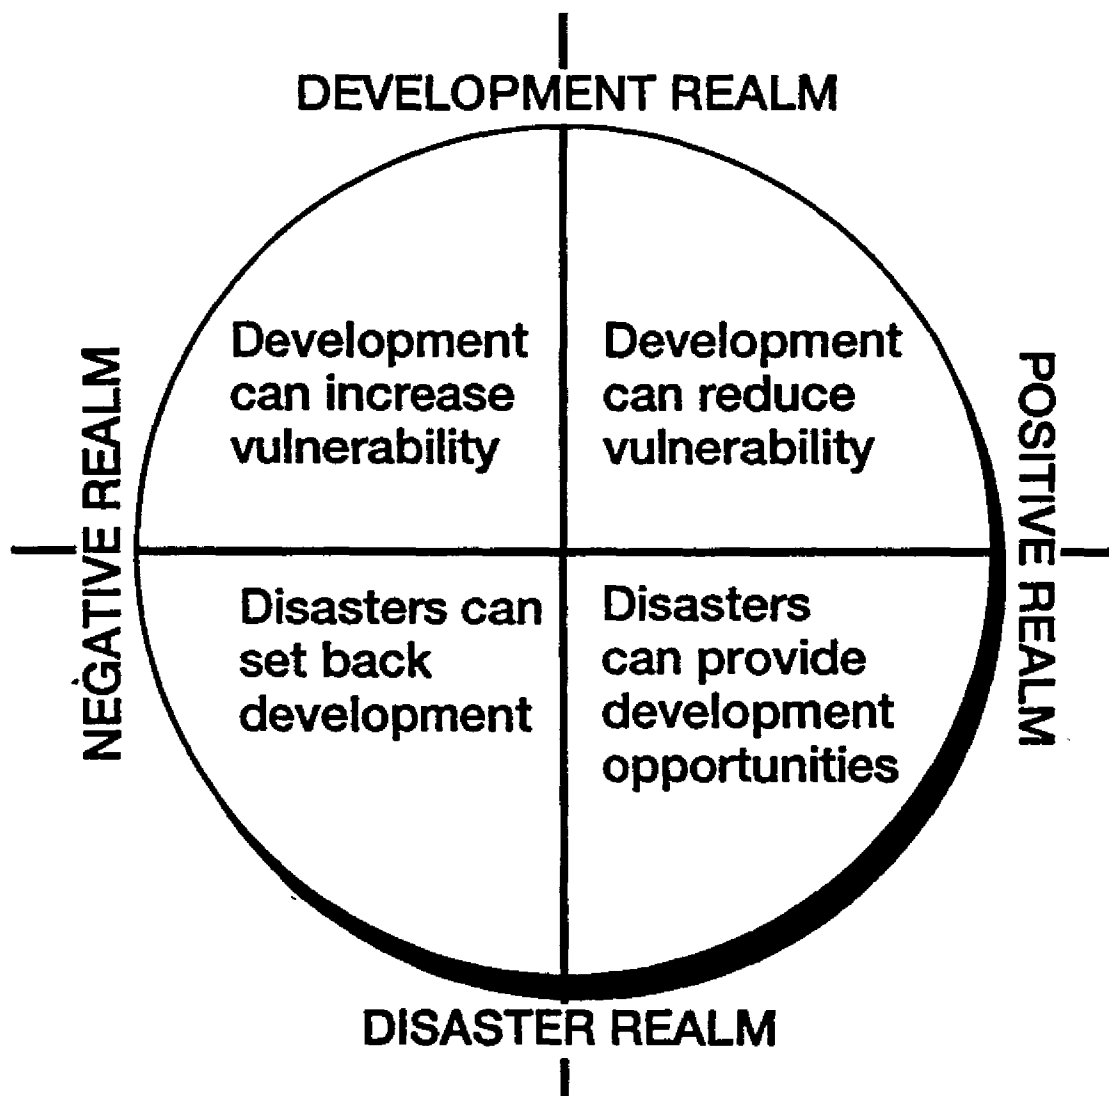 DEVELOPMENT REALM
NEGATIVE REALM
Development
can increase
vulnerability
Development
can reduce
vulnerability
POSITIVE REALM
Disasters can
set back
development
Disasters
can provide
development
opportunities
DISASTER REALM